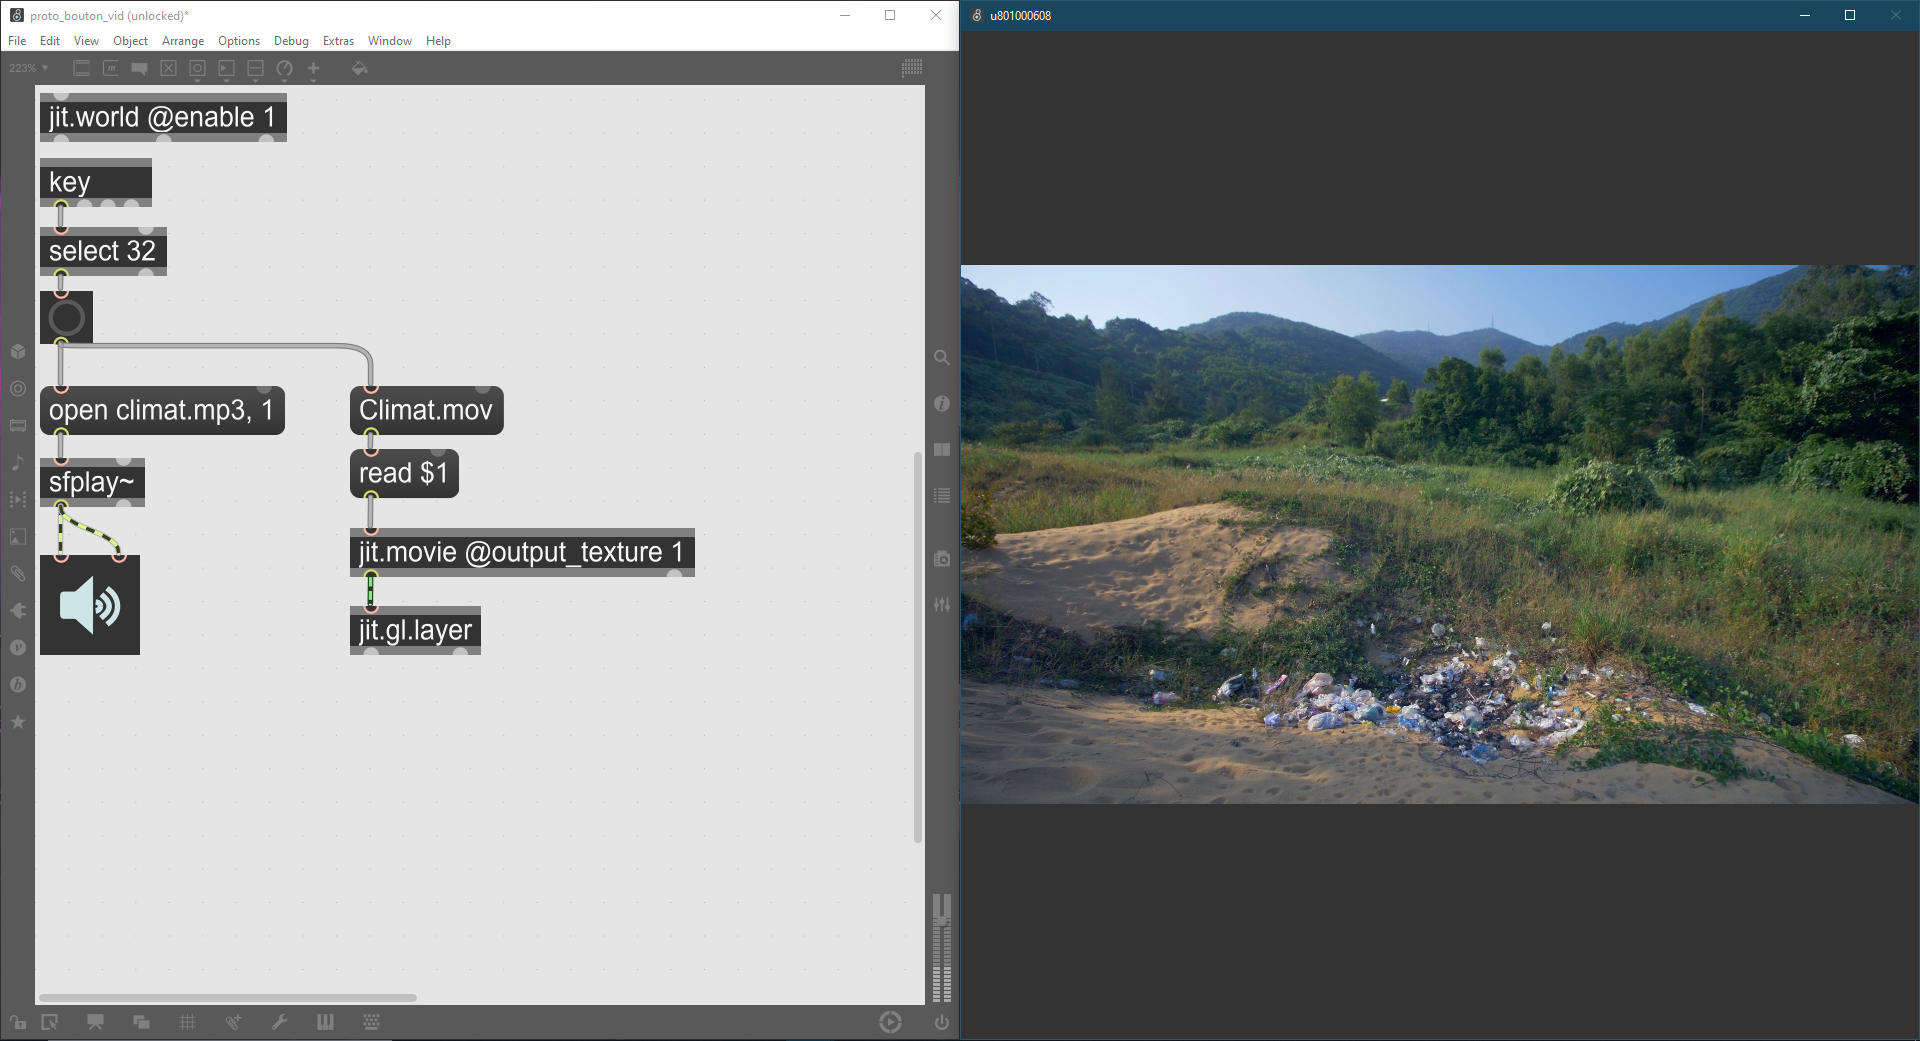 proto_bouton_vid (unlocked)*
File Edit View Object Arrange Options Debug Extras Window Help
223%
jit.world @enable 1
key
select 32
open climat.mp3, 1
Climat.mov
read $1
sfplay~
jit.movie @output_texture 1
jit.gl.layer
u801000608